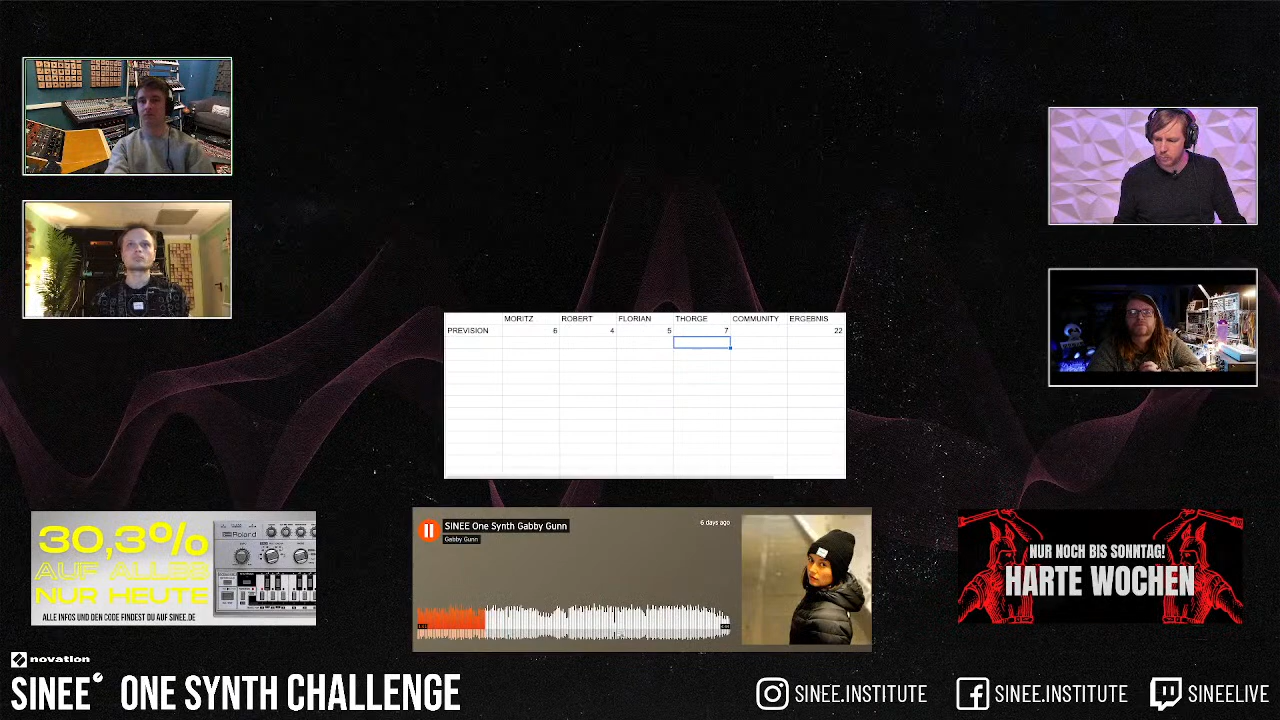 MORITZ ROBERT FLORIAN THORGE COMMUNITY ERGEBNIS
PREVISION 6 4 5 7 22
30,3%
AUF ALLES
NUR HEUTE
ALLE INFOS UND DEN CODE FINDEST DU AUF SINEE.DE
Roland
SINEE One Synth Gabby Gunn
Gabby Gunn
6 days ago
NUR NOCH BIS SONNTAG!
HARTE WOCHEN
novation
SINEE ONE SYNTH CHALLENGE
SINEE.INSTITUTE SINEE.INSTITUTE SINEELIVE